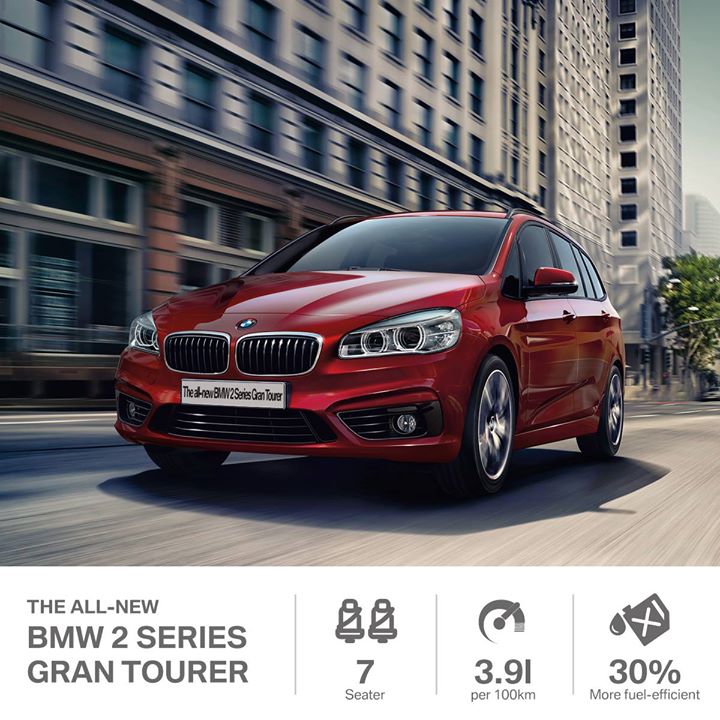 The all-new BMW 2 Series Gran Tourer
THE ALL-NEW
BMW 2 SERIES
GRAN TOURER
7
Seater
3.9l
per 100km
30%
More fuel-efficient